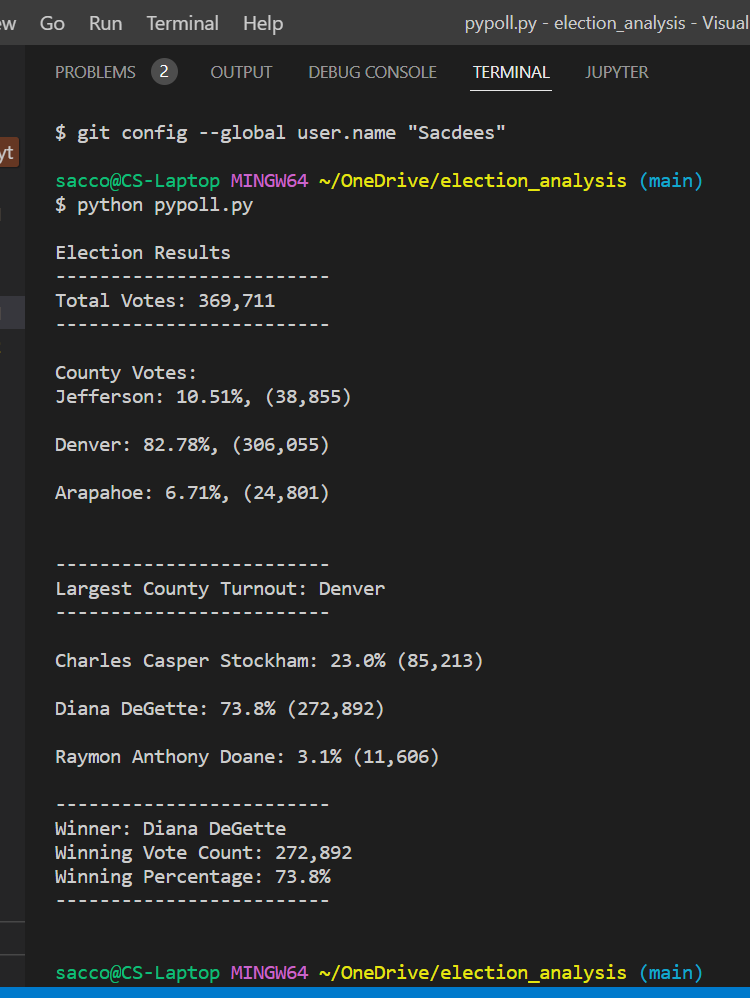 ew Go Run Terminal Help pypoll.py - election_analysis - Visual
PROBLEMS 2 OUTPUT DEBUG CONSOLE TERMINAL JUPYTER
yt
$ git config --global user.name "Sacdees"
sacco@CS-Laptop MINGW64 ~/OneDrive/election_analysis (main)
$ python pypoll.py
Election Results
-------------------------
Total Votes: 369,711
-------------------------
County Votes:
Jefferson: 10.51%, (38,855)
Denver: 82.78%, (306,055)
Arapahoe: 6.71%, (24,801)
-------------------------
Largest County Turnout: Denver
-------------------------
Charles Casper Stockham: 23.0% (85,213)
Diana DeGette: 73.8% (272,892)
Raymon Anthony Doane: 3.1% (11,606)
-------------------------
Winner: Diana DeGette
Winning Vote Count: 272,892
Winning Percentage: 73.8%
-------------------------
sacco@CS-Laptop MINGW64 ~/OneDrive/election_analysis (main)